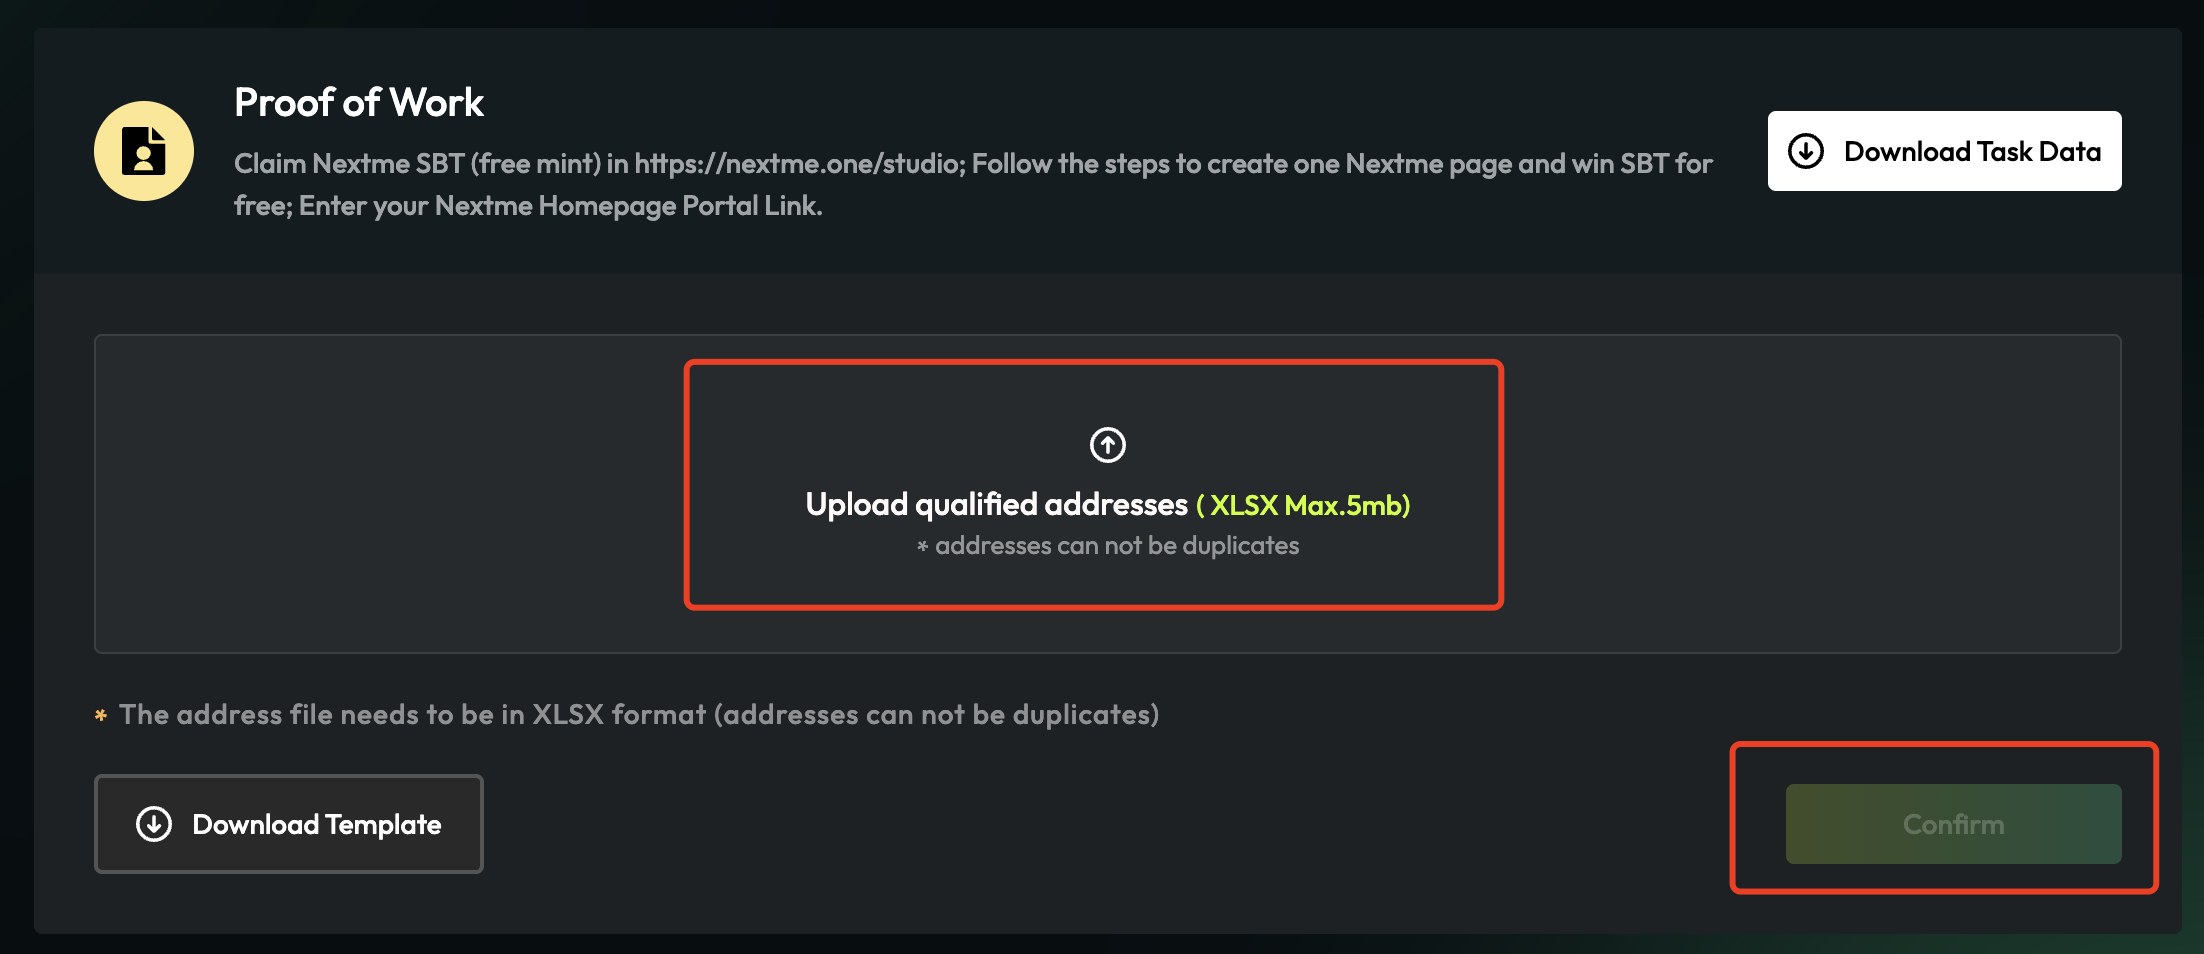 Proof of Work
Claim Nextme SBT (free mint) in https://nextme.one/studio; Follow the steps to create one Nextme page and win SBT for
free; Enter your Nextme Homepage Portal Link.
Download Task Data
Upload qualified addresses ( XLSX Max.5mb)
* addresses can not be duplicates
* The address file needs to be in XLSX format (addresses can not be duplicates)
Download Template
Confirm